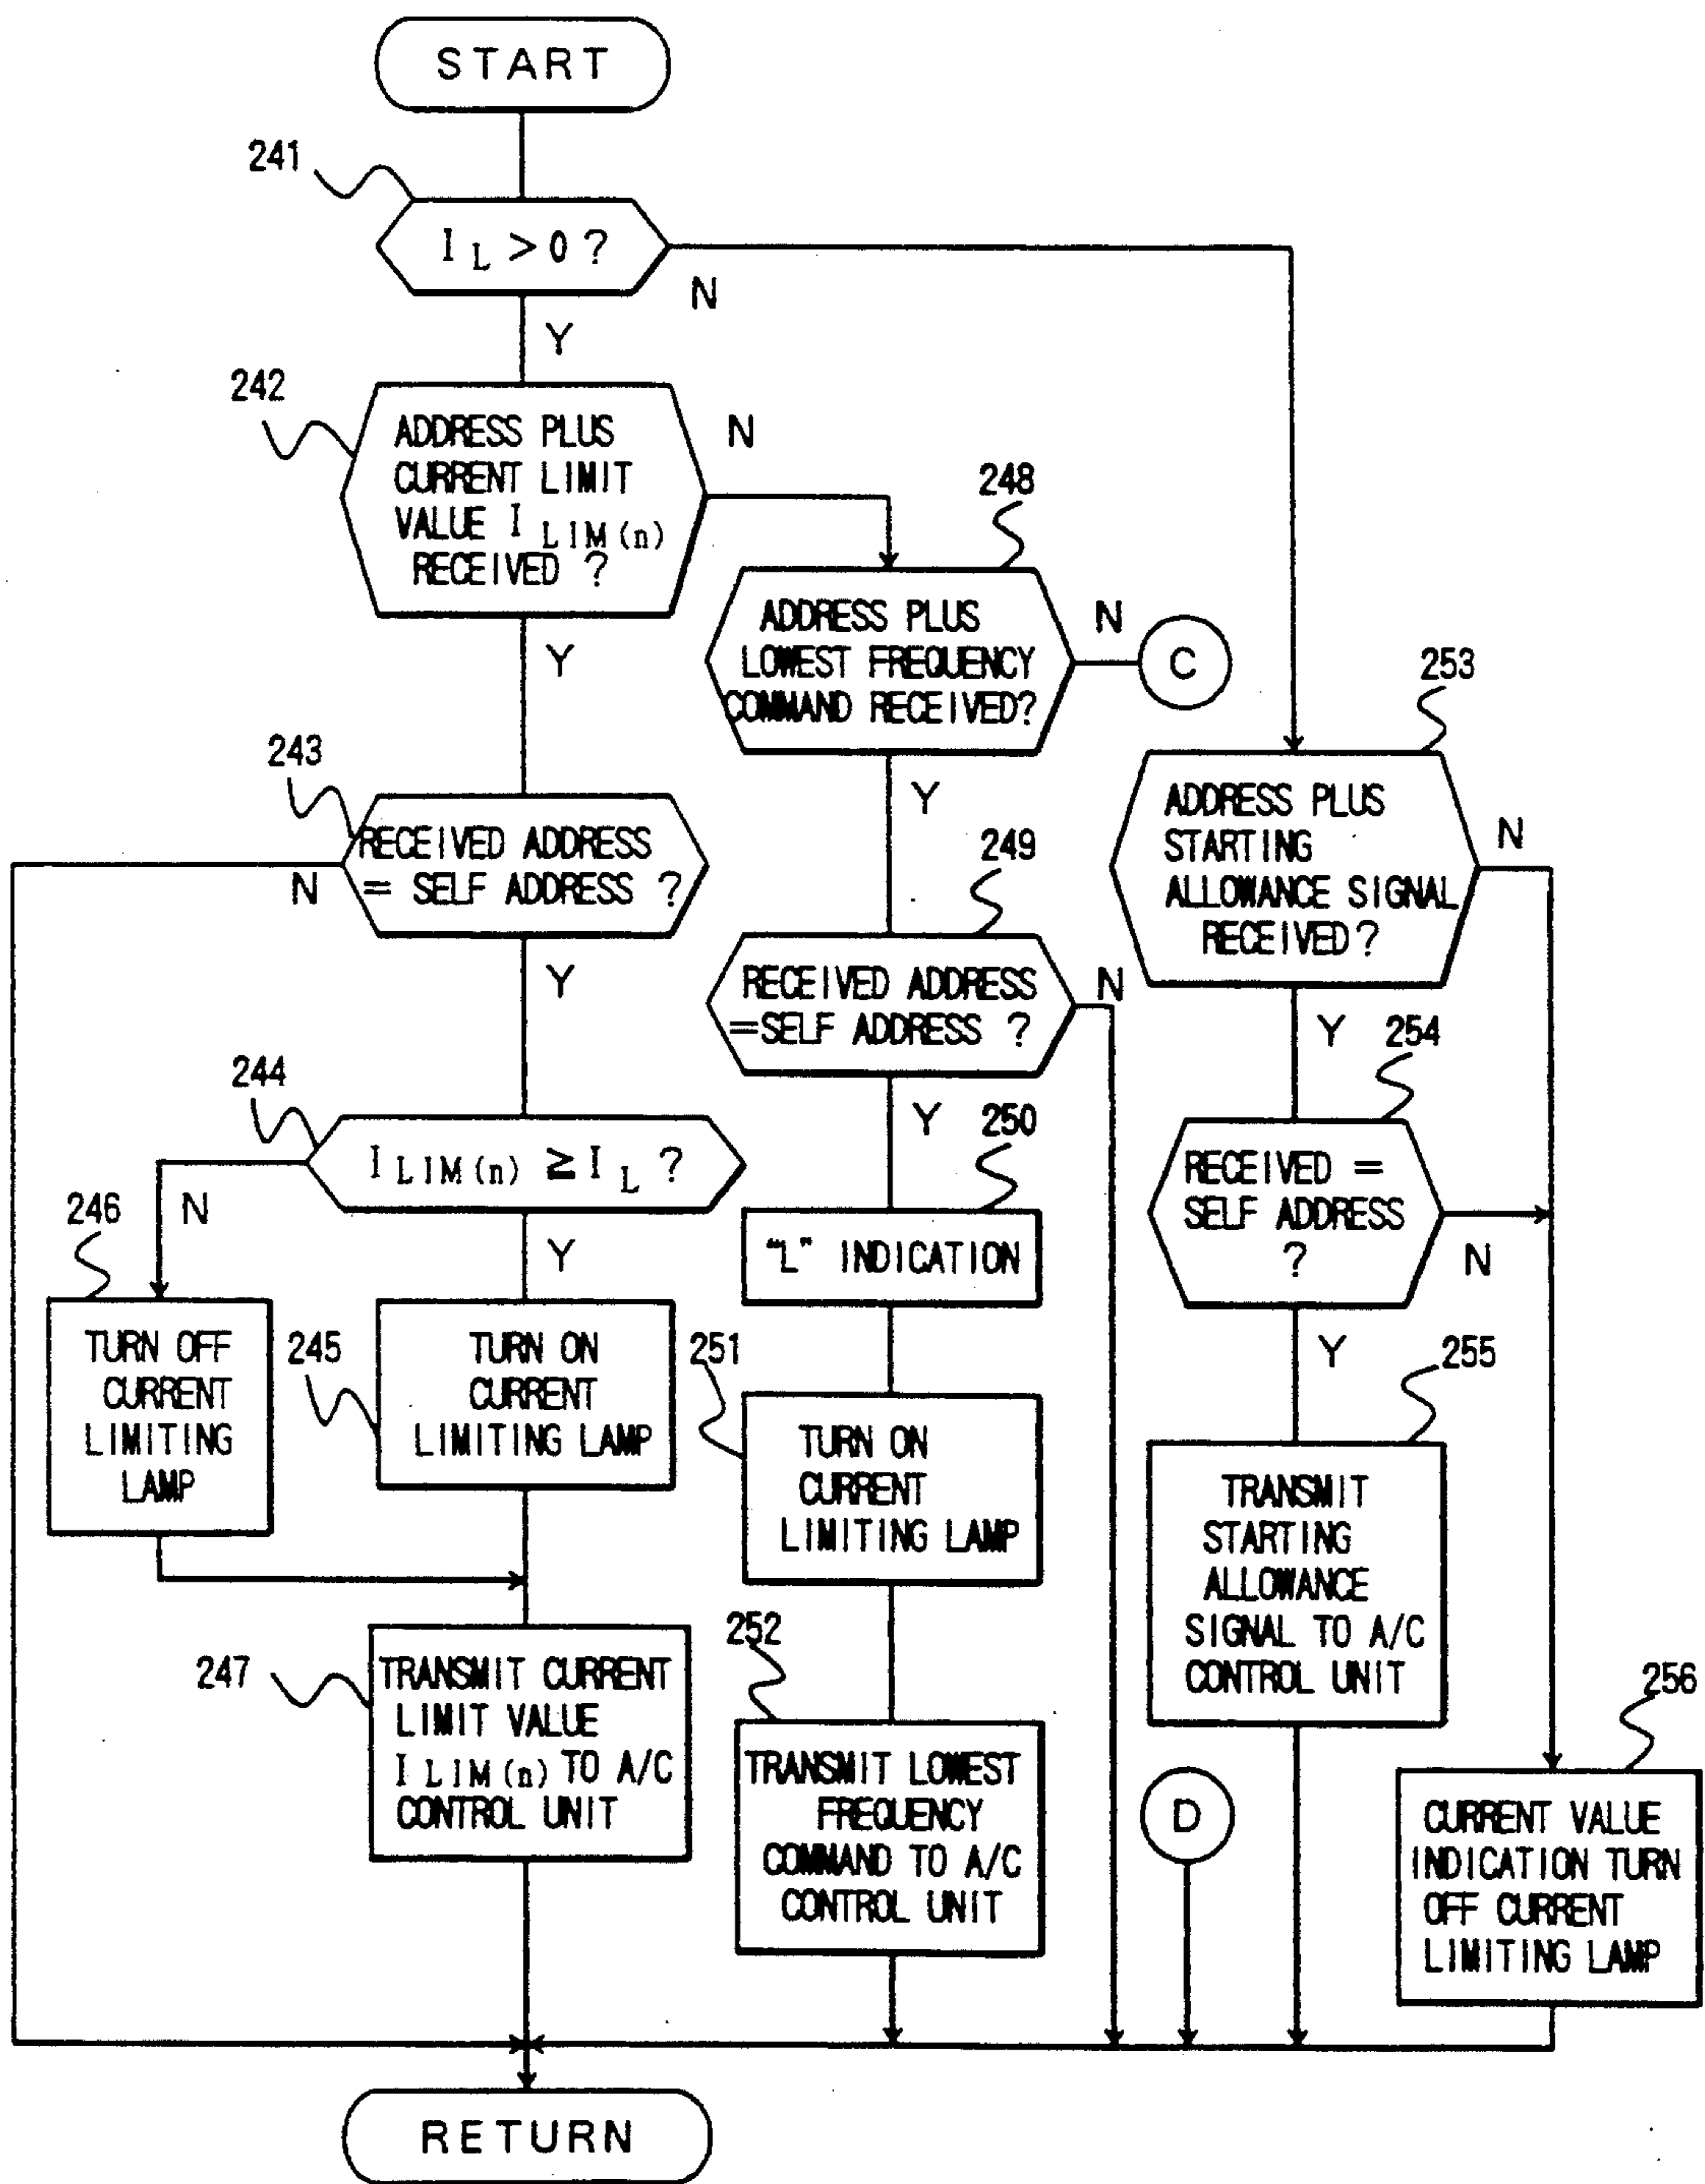 START
241
I L > 0 ?
N
Y
242
ADDRESS PLUS
CURRENT LIMIT
VALUE I LIM(n)
RECEIVED ?
N
Y
248
ADDRESS PLUS
LOWEST FREQUENCY
COMMAND RECEIVED?
N
C
Y
253
ADDRESS PLUS
STARTING
ALLOWANCE SIGNAL
RECEIVED?
N
Y
243
RECEIVED ADDRESS
= SELF ADDRESS ?
N
Y
249
RECEIVED ADDRESS
=SELF ADDRESS ?
N
Y
254
RECEIVED =
SELF ADDRESS
?
N
Y
244
I LIM(n) ≧ I L ?
N
Y
250
"L" INDICATION
246
TURN OFF
CURRENT
LIMITING
LAMP
245
TURN ON
CURRENT
LIMITING LAMP
251
TURN ON
CURRENT
LIMITING LAMP
255
TRANSMIT
STARTING
ALLOWANCE
SIGNAL TO A/C
CONTROL UNIT
247
TRANSMIT CURRENT
LIMIT VALUE
I LIM(n) TO A/C
CONTROL UNIT
252
TRANSMIT LOWEST
FREQUENCY
COMMAND TO A/C
CONTROL UNIT
D
256
CURRENT VALUE
INDICATION TURN
OFF CURRENT
LIMITING LAMP
RETURN